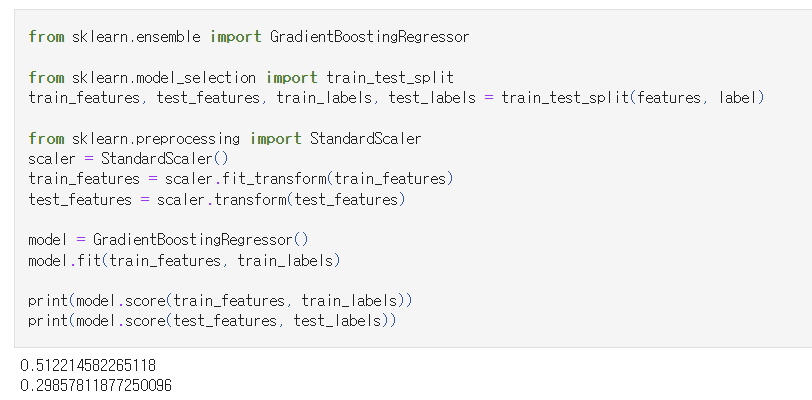 from sklearn.ensemble import GradientBoostingRegressor
from sklearn.model_selection import train_test_split
train_features, test_features, train_labels, test_labels = train_test_split(features, label)
from sklearn.preprocessing import StandardScaler
scaler = StandardScaler()
train_features = scaler.fit_transform(train_features)
test_features = scaler.transform(test_features)
model = GradientBoostingRegressor()
model.fit(train_features, train_labels)
print(model.score(train_features, train_labels))
print(model.score(test_features, test_labels))
0.512214582265118
0.29857811877250096